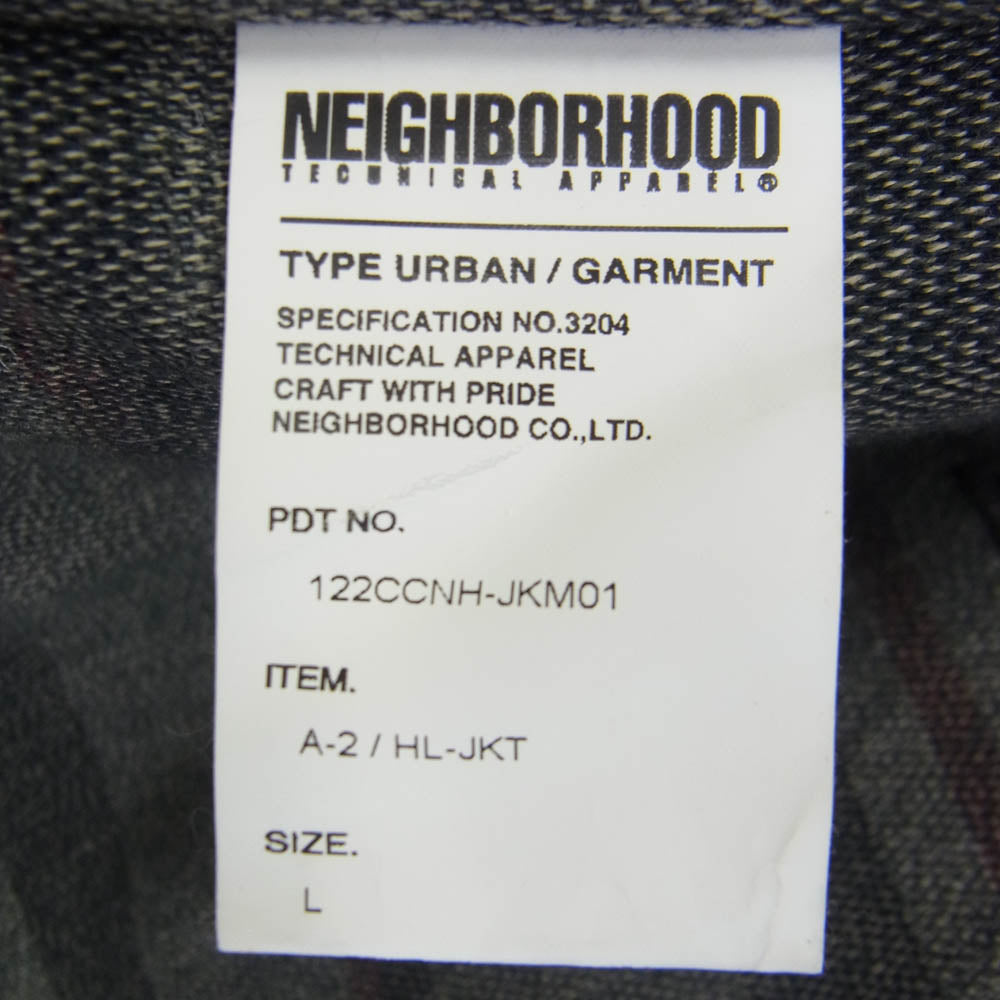 NEIGHBORHOOD
TECHNICAL APPAREL®
TYPE URBAN / GARMENT
SPECIFICATION NO.3204
TECHNICAL APPAREL
CRAFT WITH PRIDE
NEIGHBORHOOD CO.,LTD.
PDT NO.
122CCNH-JKM01
ITEM.
A-2 / HL-JKT
SIZE.
L